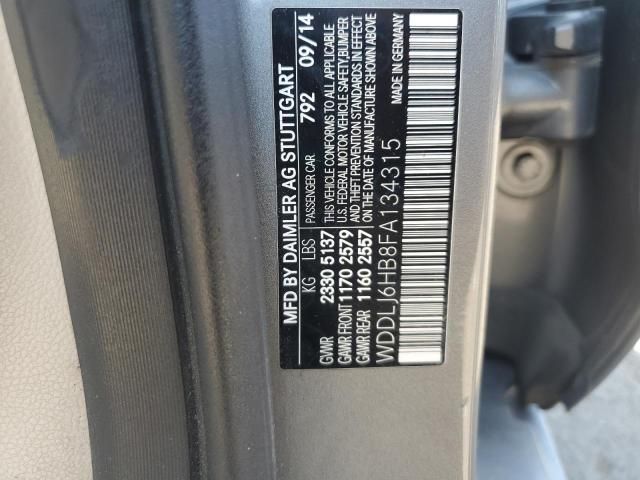 MFD BY DAIMLER AG STUTTGART
KG LBS PASSENGER CAR 792 09/14
GVWR 2330 5137 THIS VEHICLE CONFORMS TO ALL APPLICABLE
GAWR FRONT 1170 2579 U.S. FEDERAL MOTOR VEHICLE SAFETY, BUMPER
GAWR REAR 1160 2557 AND THEFT PREVENTION STANDARDS IN EFFECT
ON THE DATE OF MANUFACTURE SHOWN ABOVE
WDDLJ6HB8FA134315 MADE IN GERMANY